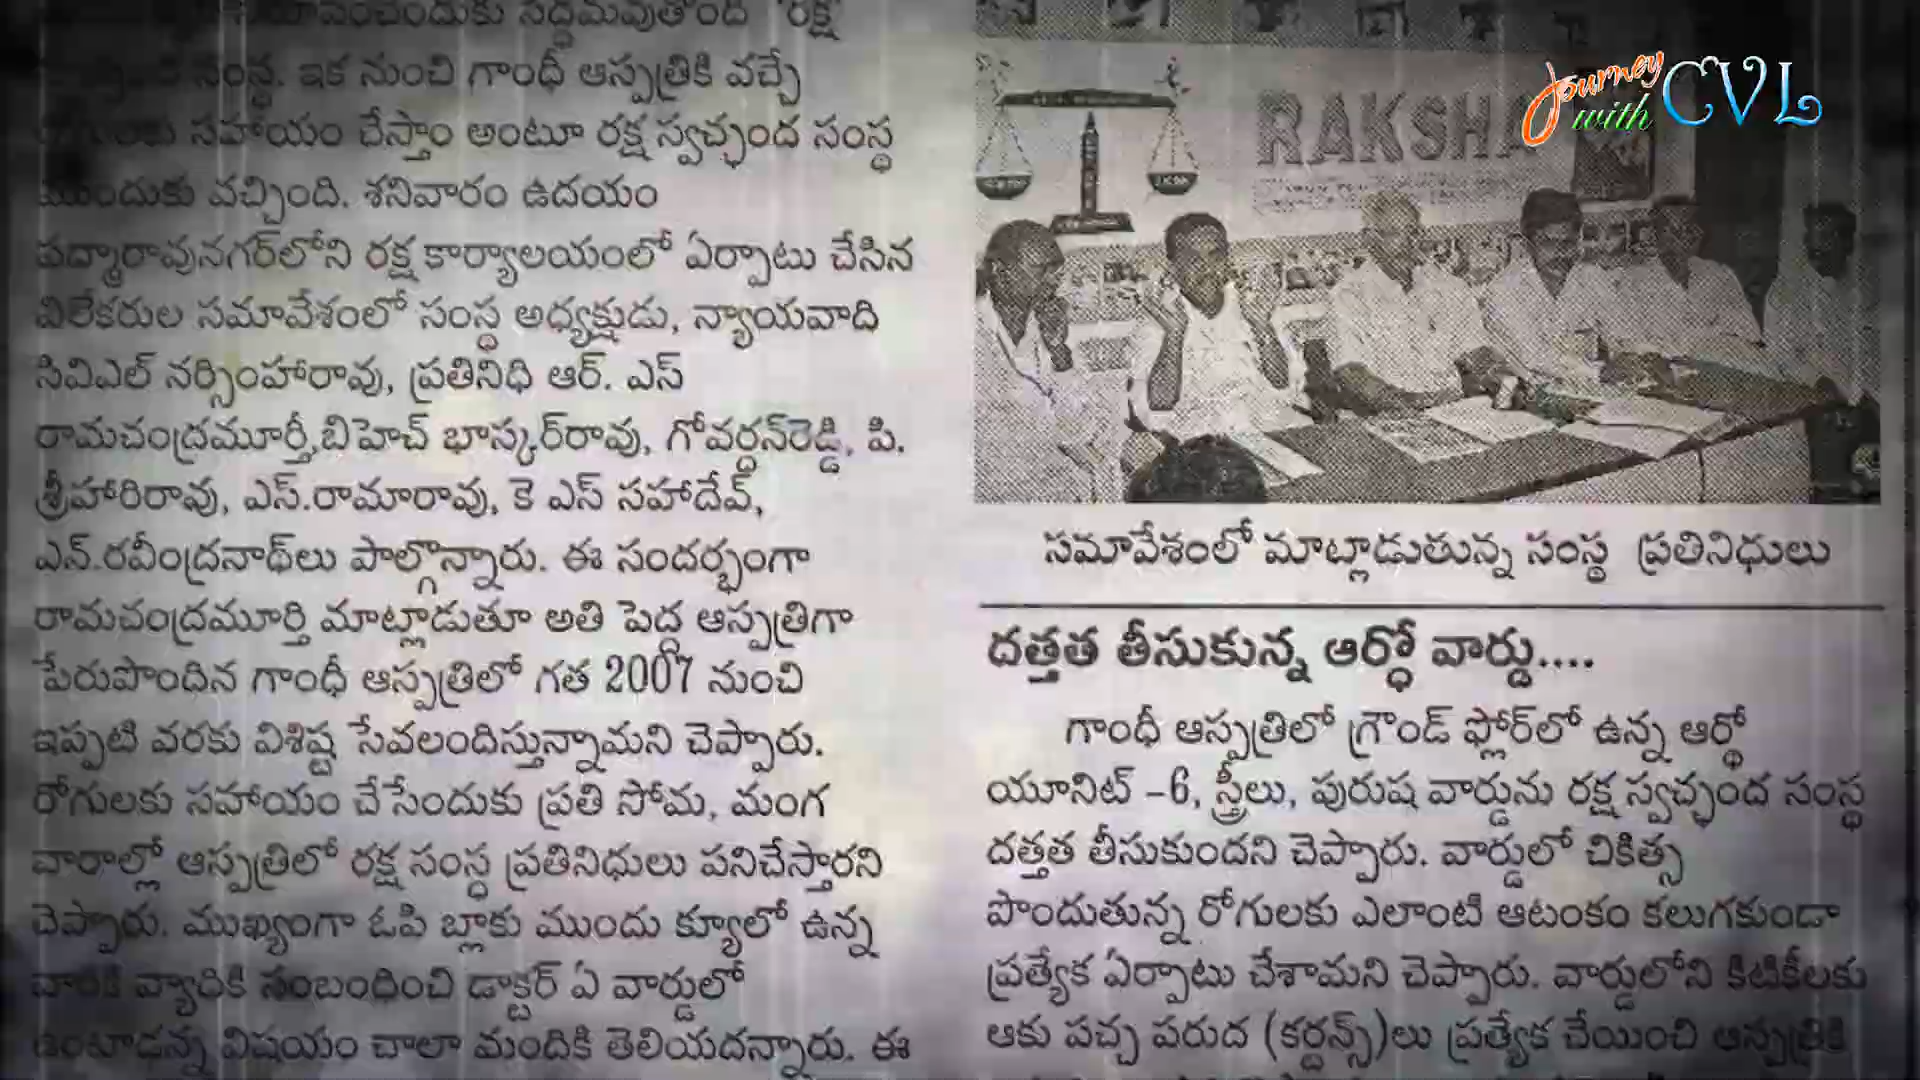 సిద్ధమవుతోంది 'రక్ష'
సంస్థ. ఇక నుంచి గాంధీ ఆస్పత్రికి వచ్చే
సహాయం చేస్తాం అంటూ రక్ష స్వచ్ఛంద సంస్థ
ముందుకు వచ్చింది. శనివారం ఉదయం
పద్మారావునగర్‌లోని రక్ష కార్యాలయంలో ఏర్పాటు చేసిన
విలేకరుల సమావేశంలో సంస్థ అధ్యక్షుడు, న్యాయవాది
సివిఎల్ నర్సింహారావు, ప్రతినిధి ఆర్. ఎస్
రామచంద్రమూర్తీ,బిహెచ్ భాస్కర్‌రావు, గోవర్ధన్‌రెడ్డి, పి.
శ్రీహరిరావు, ఎస్.రామారావు, కె ఎస్ సహాదేవ్,
ఎన్.రవీంద్రనాథ్‌లు పాల్గొన్నారు. ఈ సందర్భంగా
రామచంద్రమూర్తి మాట్లాడుతూ అతి పెద్ద ఆస్పత్రిగా
పేరుపొందిన గాంధీ ఆస్పత్రిలో గత 2007 నుంచి
ఇప్పటి వరకు విశిష్ట సేవలందిస్తున్నామని చెప్పారు.
రోగులకు సహాయం చేసేందుకు ప్రతి సోమ, మంగ
వారాల్లో ఆస్పత్రిలో రక్ష సంస్థ ప్రతినిధులు పనిచేస్తారని
చెప్పారు. ముఖ్యంగా ఓపి బ్లాకు ముందు క్యూలో ఉన్న
వారికి వ్యాధికి సంబంధించి డాక్టర్ ఏ వార్డులో
ఉంటాడన్న విషయం చాలా మందికి తెలియదన్నారు. ఈ
Journey with CVL
RAKSHA
సమావేశంలో మాట్లాడుతున్న సంస్థ ప్రతినిధులు
దత్తత తీసుకున్న ఆర్థో వార్డు....
గాంధీ ఆస్పత్రిలో గ్రౌండ్ ఫ్లోర్‌లో ఉన్న ఆర్థో
యూనిట్ -6, స్త్రీలు, పురుష వార్డును రక్ష స్వచ్ఛంద సంస్థ
దత్తత తీసుకుందని చెప్పారు. వార్డులో చికిత్స
పొందుతున్న రోగులకు ఎలాంటి ఆటంకం కలుగకుండా
ప్రత్యేక ఏర్పాటు చేశామని చెప్పారు. వార్డులోని కిటికీలకు
ఆకు పచ్చ పరుద (కర్టన్స్)లు ప్రత్యేక చేయించి ఆస్పత్రికి